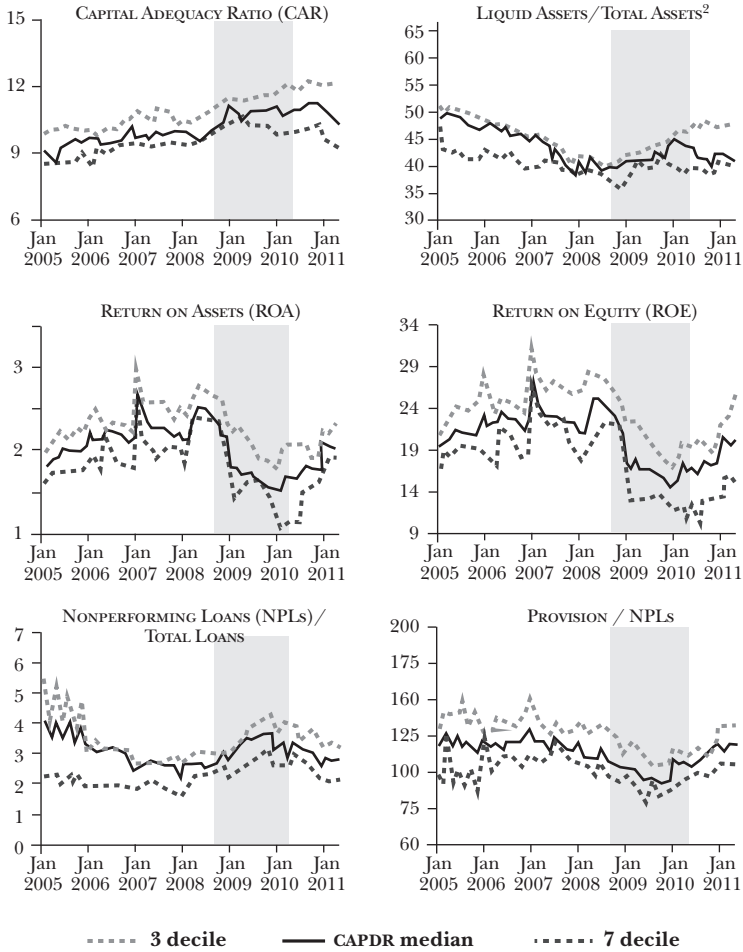 CAPITAL ADEQUACY RATIO (CAR)
15
12
9
6
Jan Jan Jan Jan Jan Jan Jan
2005 2006 2007 2008 2009 2010 2011
LIQUID ASSETS/TOTAL ASSETS²
65
60
55
50
45
40
35
30
Jan Jan Jan Jan Jan Jan Jan
2005 2006 2007 2008 2009 2010 2011
RETURN ON ASSETS (ROA)
3
2
1
Jan Jan Jan Jan Jan Jan Jan
2005 2006 2007 2008 2009 2010 2011
RETURN ON EQUITY (ROE)
34
29
24
19
14
9
Jan Jan Jan Jan Jan Jan Jan
2005 2006 2007 2008 2009 2010 2011
NONPERFORMING LOANS (NPLS)/
TOTAL LOANS
7
6
5
4
3
2
1
0
Jan Jan Jan Jan Jan Jan Jan
2005 2006 2007 2008 2009 2010 2011
PROVISION / NPLS
200
175
160
125
100
75
60
Jan Jan Jan Jan Jan Jan Jan
2005 2006 2007 2008 2009 2010 2011
3 decile CAPDR median 7 decile